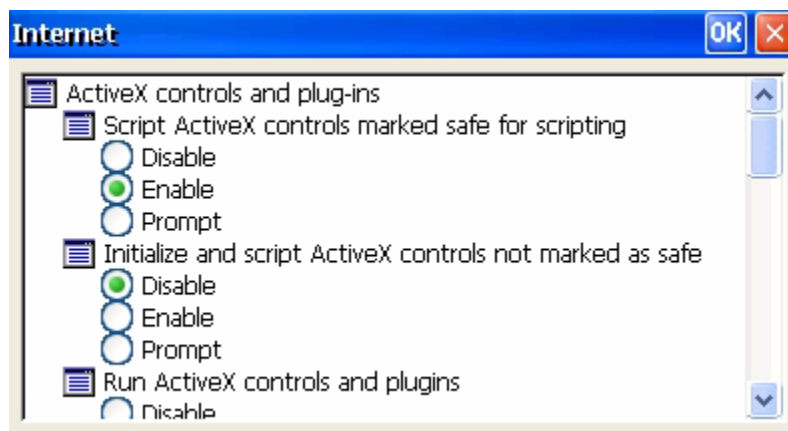 Internet
OK
ActiveX controls and plug-ins
Script ActiveX controls marked safe for scripting
Disable
Enable
Prompt
Initialize and script ActiveX controls not marked as safe
Disable
Enable
Prompt
Run ActiveX controls and plugins
Disable